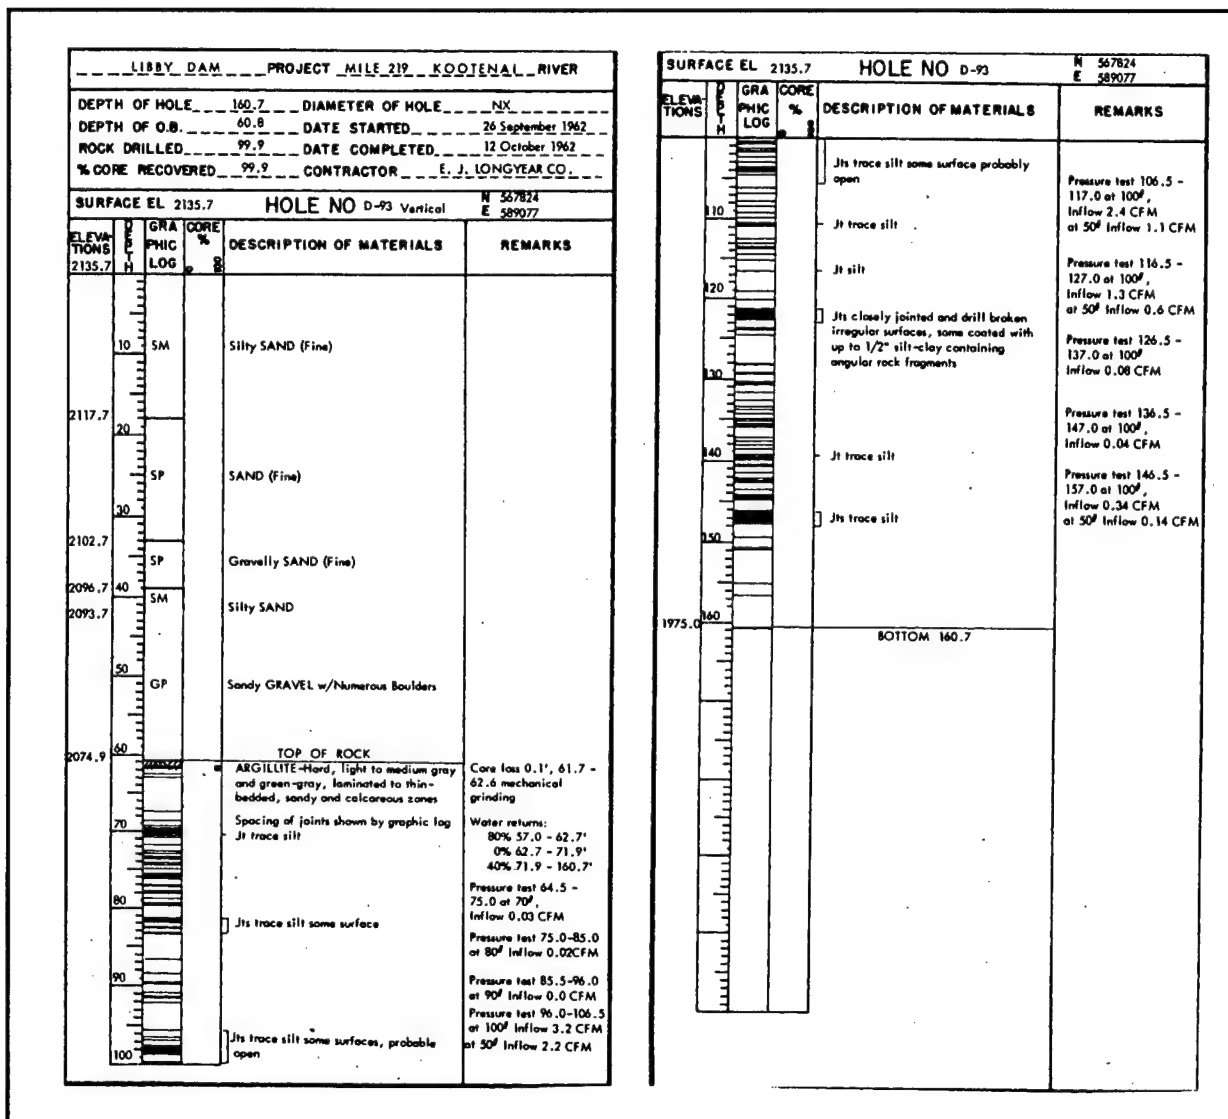 LIBBY DAM PROJECT MILE 219 KOOTENAI RIVER
DEPTH OF HOLE 160.7 DIAMETER OF HOLE NX
DEPTH OF O.B. 60.8 DATE STARTED 26 September 1962
ROCK DRILLED 99.9 DATE COMPLETED 12 October 1962
% CORE RECOVERED 99.9 CONTRACTOR E. J. LONGYEAR CO.
SURFACE EL 2135.7 HOLE NO D-93 Vertical N 567824
E 589077
ELEVA-
TIONS
2135.7
DEPTH
GRA
PHIC
LOG
CORE
%
0 100
DESCRIPTION OF MATERIALS
REMARKS
10 SM Silty SAND (Fine)
2117.7
20
SP SAND (Fine)
30
2102.7
SP Gravelly SAND (Fine)
2096.7 40
SM Silty SAND
2093.7
50
GP Sandy GRAVEL w/Numerous Boulders
2074.9 60 TOP OF ROCK
ARGILLITE-Hard, light to medium gray
and green-gray, laminated to thin-
bedded, sandy and calcareous zones
Spacing of joints shown by graphic log
70 Jt trace silt
80
Jts trace silt some surface
90
Jts trace silt some surfaces, probable
open
100
Core loss 0.1', 61.7 -
62.6 mechanical
grinding
Water returns:
80% 57.0 - 62.7'
0% 62.7 - 71.9'
40% 71.9 - 160.7'
Pressure test 64.5 -
75.0 at 70#,
Inflow 0.03 CFM
Pressure test 75.0-85.0
at 80# Inflow 0.02CFM
Pressure test 85.5-96.0
at 90# Inflow 0.0 CFM
Pressure test 96.0-106.5
at 100# Inflow 3.2 CFM
at 50# Inflow 2.2 CFM
SURFACE EL 2135.7 HOLE NO D-93 N 567824
E 589077
ELEVA-
TIONS
DEPTH
GRA
PHIC
LOG
CORE
%
0 100
DESCRIPTION OF MATERIALS
REMARKS
Jts trace silt some surface probably
open
110
Jt trace silt
Jt silt
120
Jts closely jointed and drill broken
irregular surfaces, some coated with
up to 1/2" silt-clay containing
angular rock fragments
130
140 Jt trace silt
Jts trace silt
150
1975.0 160
BOTTOM 160.7
Pressure test 106.5 -
117.0 at 100#,
Inflow 2.4 CFM
at 50# Inflow 1.1 CFM
Pressure test 116.5 -
127.0 at 100#,
Inflow 1.3 CFM
at 50# Inflow 0.6 CFM
Pressure test 126.5 -
137.0 at 100#
Inflow 0.08 CFM
Pressure test 136.5 -
147.0 at 100#,
Inflow 0.04 CFM
Pressure test 146.5 -
157.0 at 100#,
Inflow 0.34 CFM
at 50# Inflow 0.14 CFM